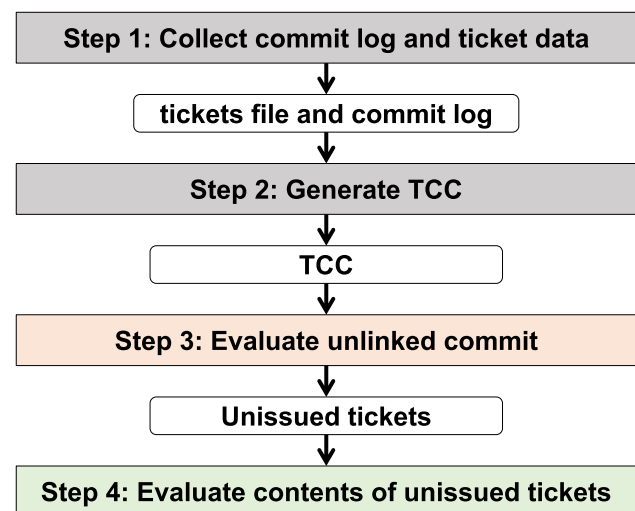 Step 1: Collect commit log and ticket data
tickets file and commit log
Step 2: Generate TCC
TCC
Step 3: Evaluate unlinked commit
Unissued tickets
Step 4: Evaluate contents of unissued tickets